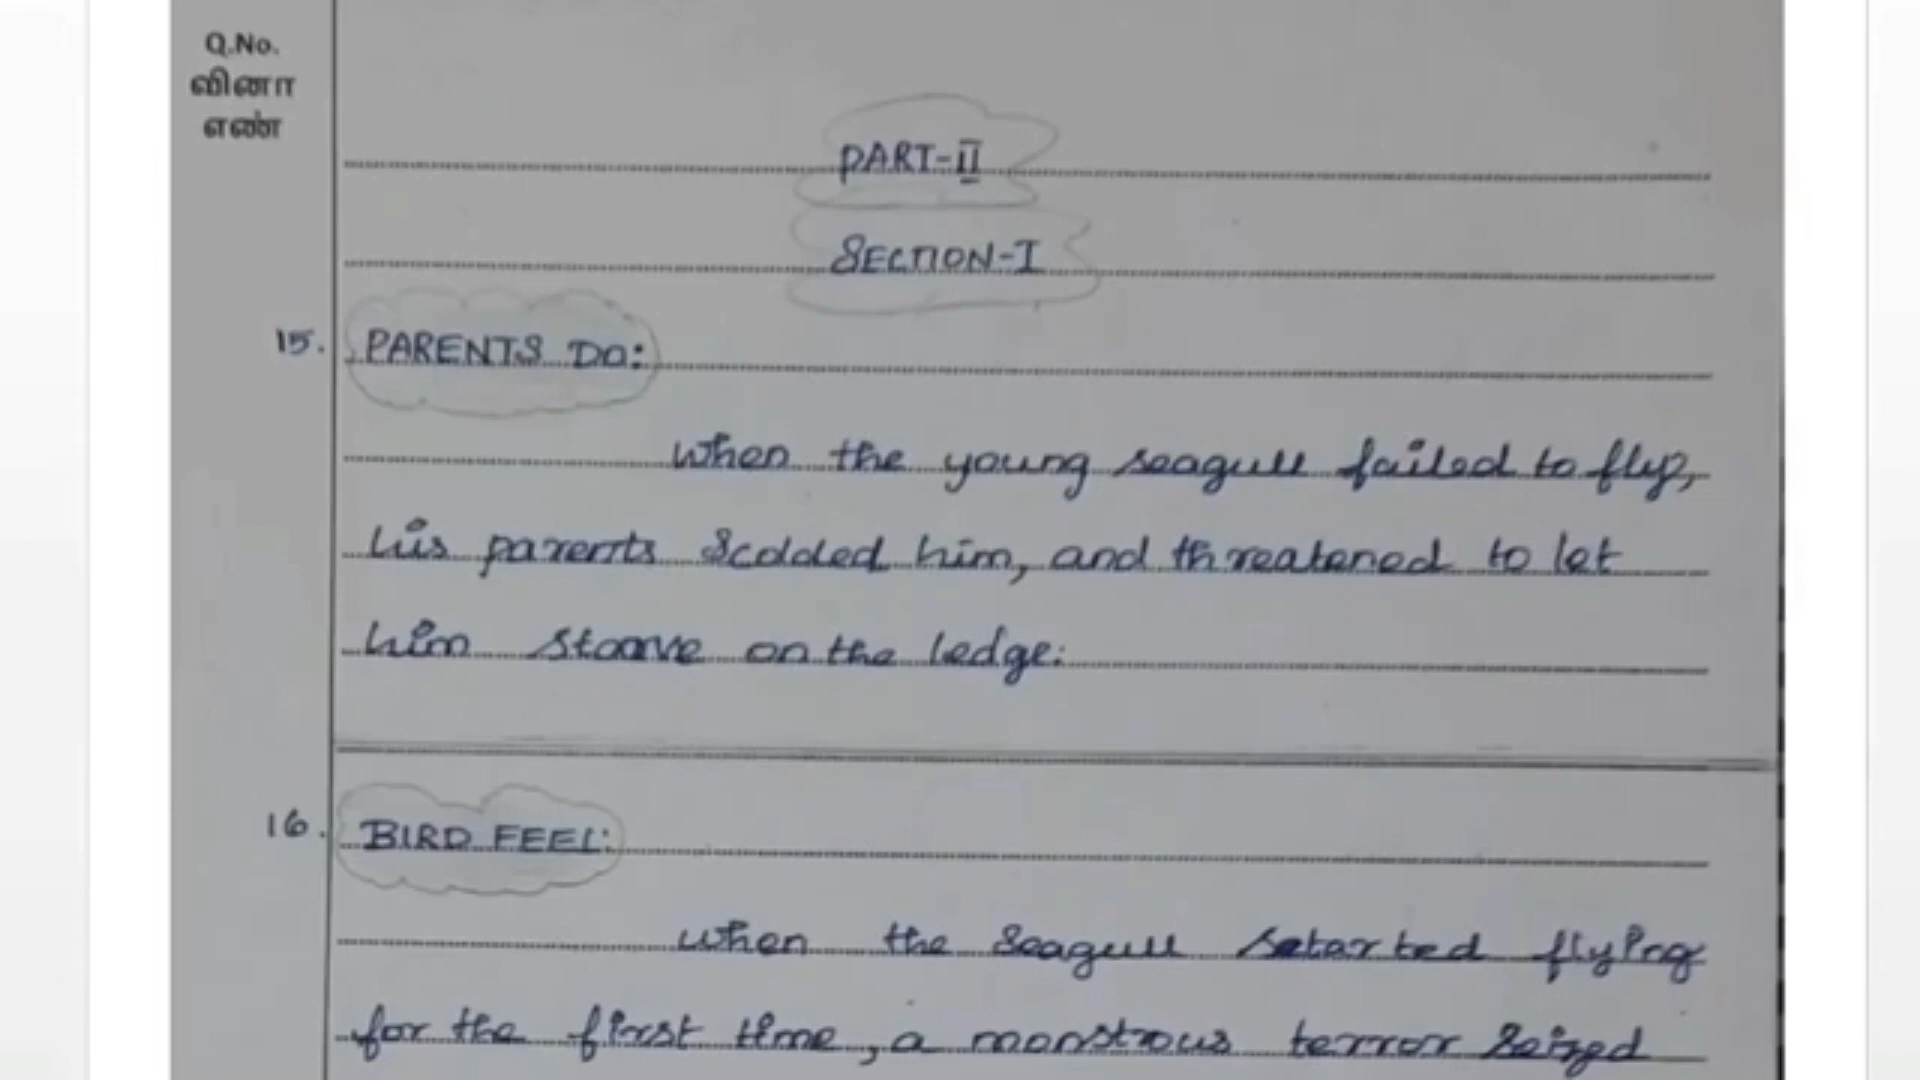 Q.No.
வினா
எண்
PART-II
SECTION-I
15. PARENTS DO:
When the young seagull failed to fly,
his parents scolded him, and threatened to let
him starve on the ledge.
16. BIRD FEEL:
When the seagull started flying
for the first time, a monstrous terror seized